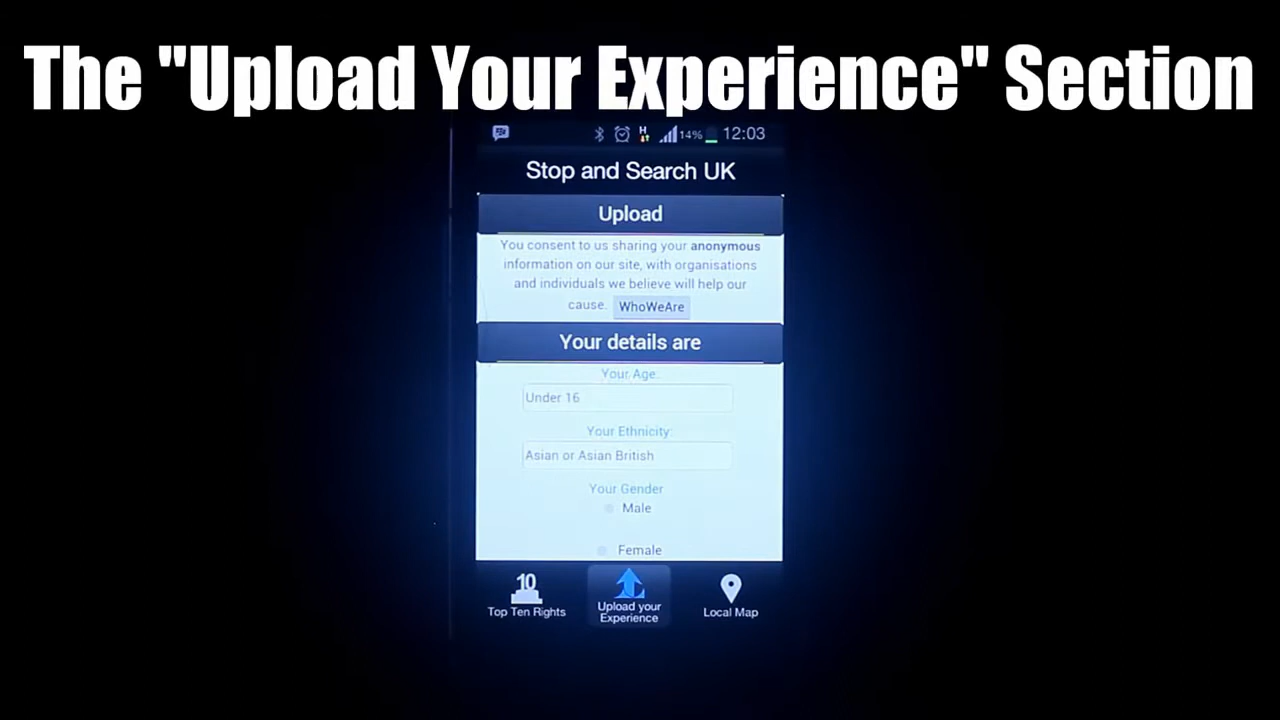 The "Upload Your Experience" Section
H 14% 12:03
Stop and Search UK
Upload
You consent to us sharing your anonymous
information on our site, with organisations
and individuals we believe will help our
cause. WhoWeAre
Your details are
Your Age:
Under 16
Your Ethnicity:
Asian or Asian British
Your Gender
Male
Female
10
Top Ten Rights
Upload your
Experience
Local Map